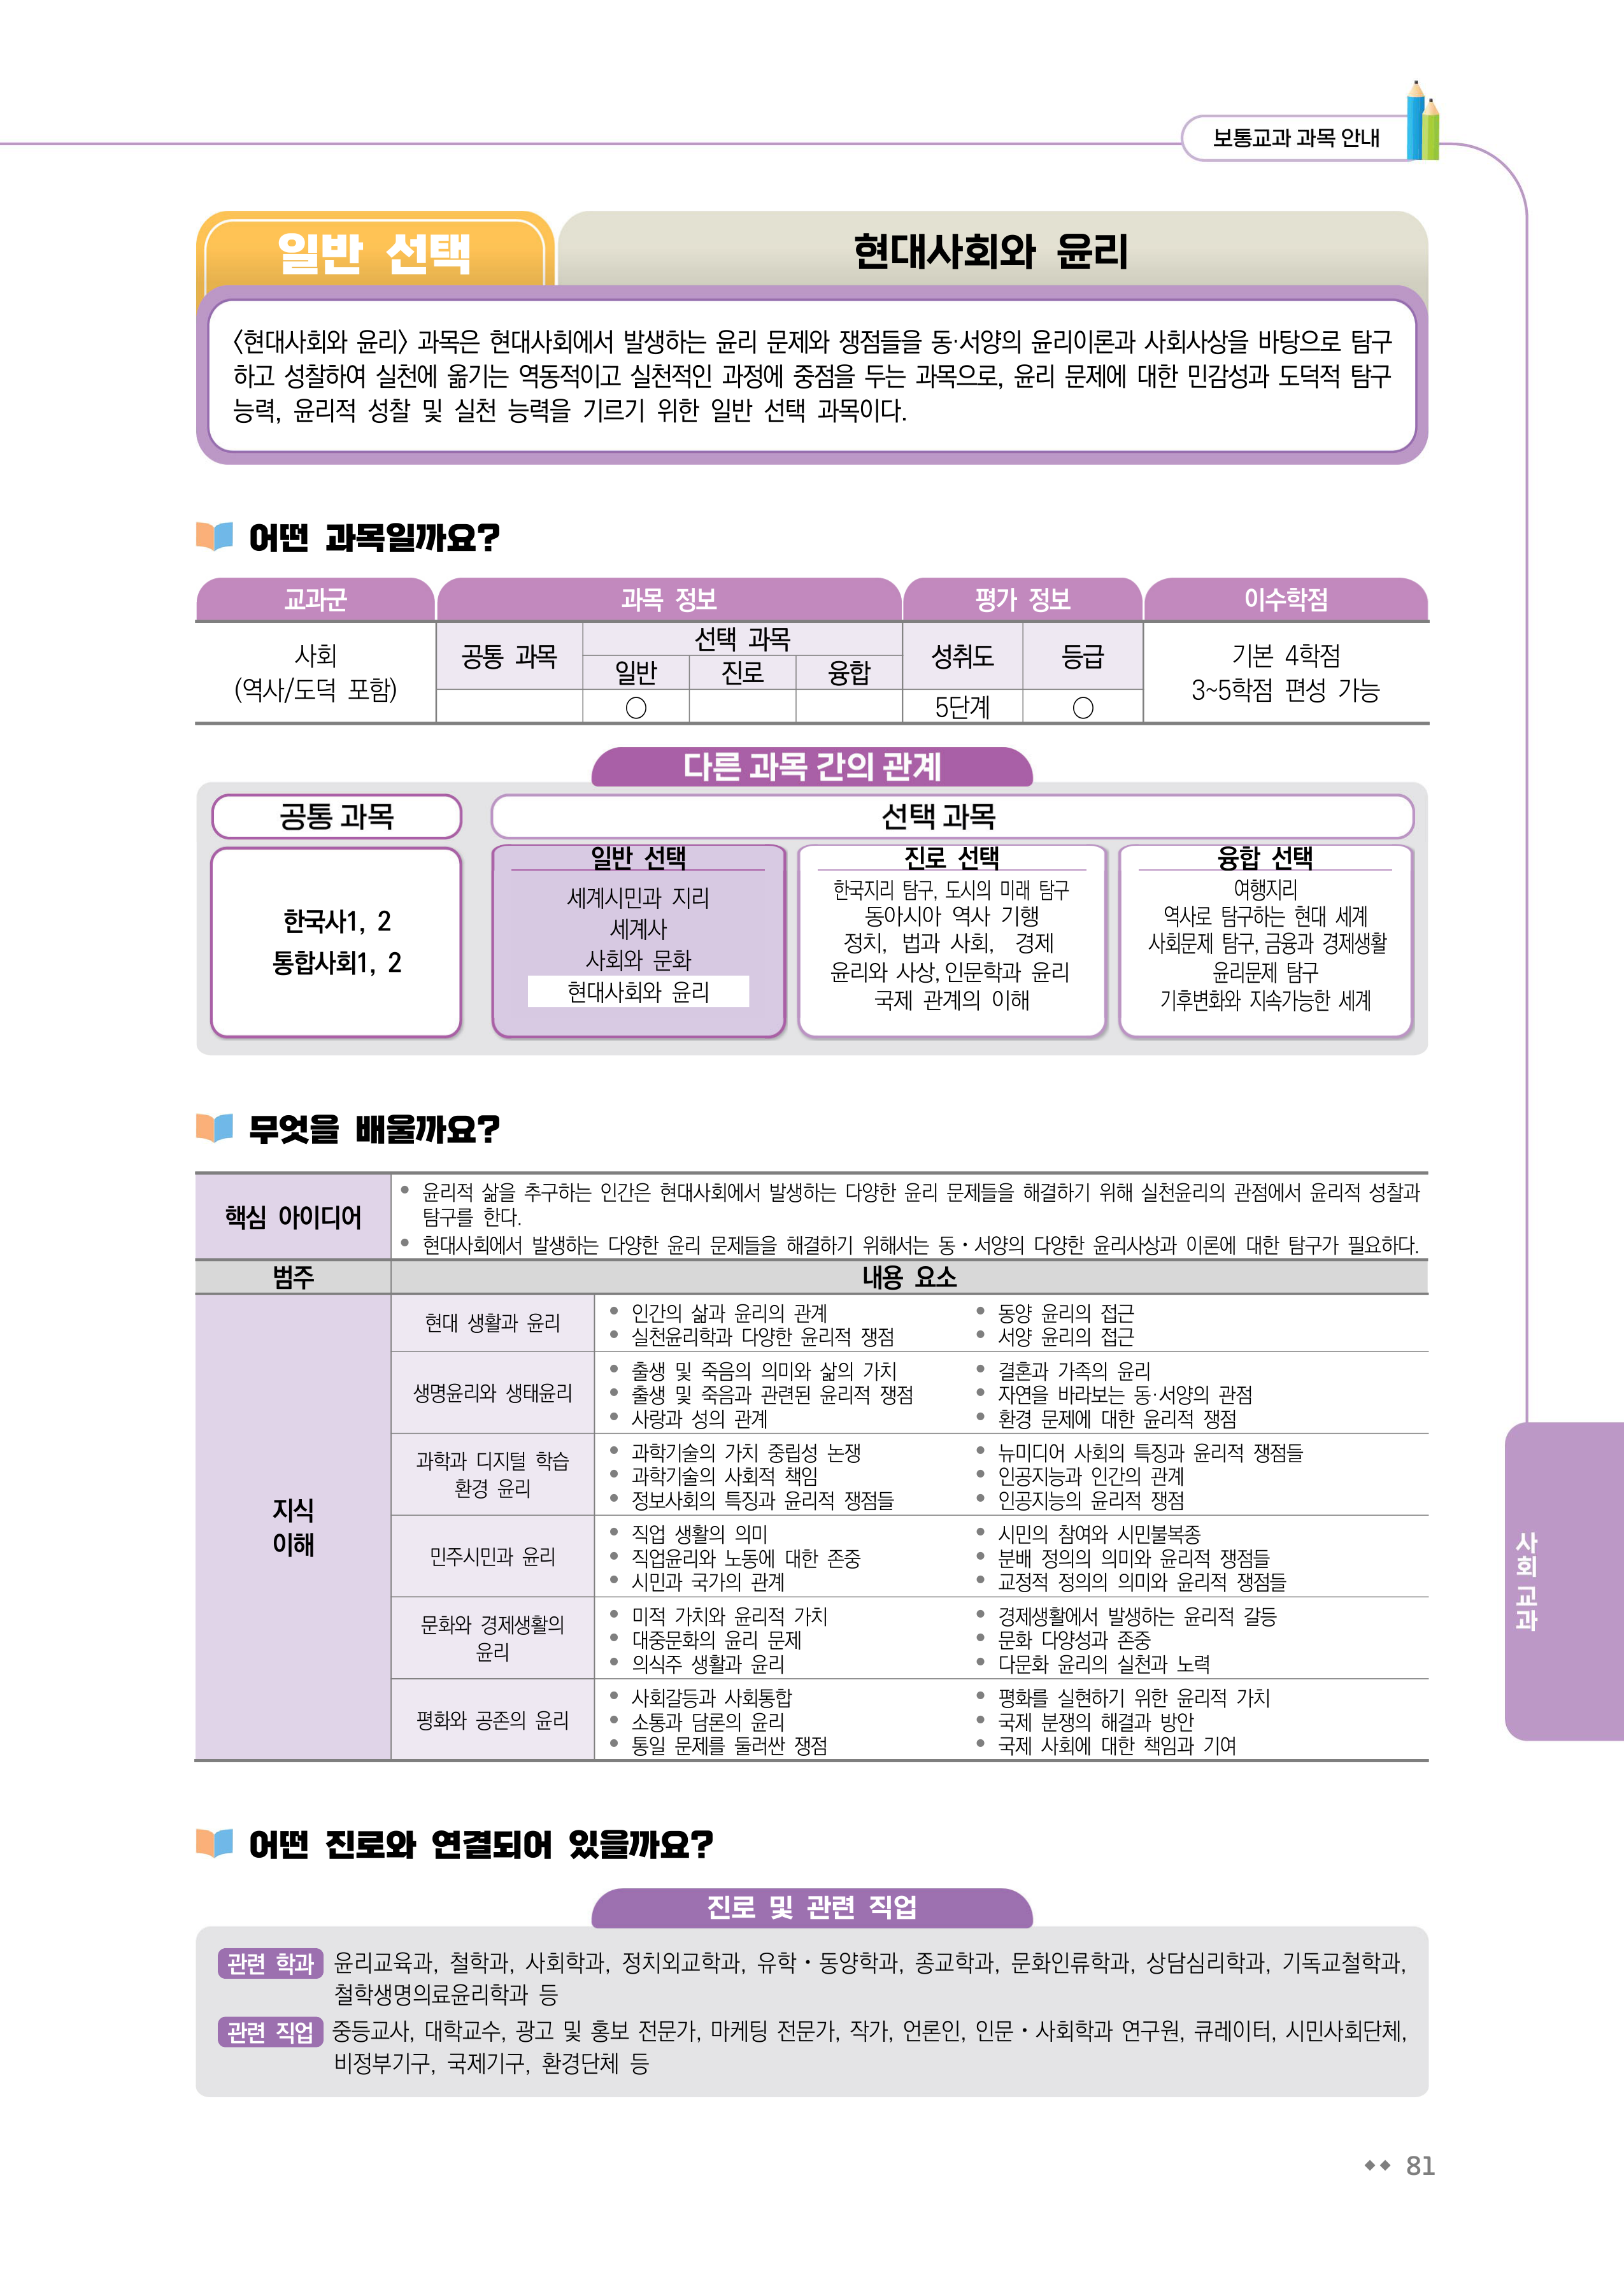 보통교과 과목 안내
일반 선택
현대사회와 윤리
〈현대사회와 윤리〉 과목은 현대사회에서 발생하는 윤리 문제와 쟁점들을 동·서양의 윤리이론과 사회사상을 바탕으로 탐구
하고 성찰하여 실천에 옮기는 역동적이고 실천적인 과정에 중점을 두는 과목으로, 윤리 문제에 대한 민감성과 도덕적 탐구
능력, 윤리적 성찰 및 실천 능력을 기르기 위한 일반 선택 과목이다.
어떤 과목일까요?
교과군 과목 정보 평가 정보 이수학점
사회
(역사/도덕 포함)
공통 과목
선택 과목
일반 진로 융합
○
성취도 등급
5단계 ○
기본 4학점
3~5학점 편성 가능
다른 과목 간의 관계
공통 과목
선택 과목
한국사1, 2
통합사회1, 2
일반 선택
세계시민과 지리
세계사
사회와 문화
현대사회와 윤리
진로 선택
한국지리 탐구, 도시의 미래 탐구
동아시아 역사 기행
정치, 법과 사회, 경제
윤리와 사상, 인문학과 윤리
국제 관계의 이해
융합 선택
여행지리
역사로 탐구하는 현대 세계
사회문제 탐구, 금융과 경제생활
윤리문제 탐구
기후변화와 지속가능한 세계
무엇을 배울까요?
핵심 아이디어
• 윤리적 삶을 추구하는 인간은 현대사회에서 발생하는 다양한 윤리 문제들을 해결하기 위해 실천윤리의 관점에서 윤리적 성찰과
탐구를 한다.
• 현대사회에서 발생하는 다양한 윤리 문제들을 해결하기 위해서는 동・서양의 다양한 윤리사상과 이론에 대한 탐구가 필요하다.
범주 내용 요소
지식
이해
현대 생활과 윤리
• 인간의 삶과 윤리의 관계
• 실천윤리학과 다양한 윤리적 쟁점
• 동양 윤리의 접근
• 서양 윤리의 접근
생명윤리와 생태윤리
• 출생 및 죽음의 의미와 삶의 가치
• 출생 및 죽음과 관련된 윤리적 쟁점
• 사랑과 성의 관계
• 결혼과 가족의 윤리
• 자연을 바라보는 동·서양의 관점
• 환경 문제에 대한 윤리적 쟁점
과학과 디지털 학습
환경 윤리
• 과학기술의 가치 중립성 논쟁
• 과학기술의 사회적 책임
• 정보사회의 특징과 윤리적 쟁점들
• 뉴미디어 사회의 특징과 윤리적 쟁점들
• 인공지능과 인간의 관계
• 인공지능의 윤리적 쟁점
민주시민과 윤리
• 직업 생활의 의미
• 직업윤리와 노동에 대한 존중
• 시민과 국가의 관계
• 시민의 참여와 시민불복종
• 분배 정의의 의미와 윤리적 쟁점들
• 교정적 정의의 의미와 윤리적 쟁점들
문화와 경제생활의
윤리
• 미적 가치와 윤리적 가치
• 대중문화의 윤리 문제
• 의식주 생활과 윤리
• 경제생활에서 발생하는 윤리적 갈등
• 문화 다양성과 존중
• 다문화 윤리의 실천과 노력
평화와 공존의 윤리
• 사회갈등과 사회통합
• 소통과 담론의 윤리
• 통일 문제를 둘러싼 쟁점
• 평화를 실현하기 위한 윤리적 가치
• 국제 분쟁의 해결과 방안
• 국제 사회에 대한 책임과 기여
사회 교과
어떤 진로와 연결되어 있을까요?
진로 및 관련 직업
관련 학과 윤리교육과, 철학과, 사회학과, 정치외교학과, 유학・동양학과, 종교학과, 문화인류학과, 상담심리학과, 기독교철학과,
철학생명의료윤리학과 등
관련 직업 중등교사, 대학교수, 광고 및 홍보 전문가, 마케팅 전문가, 작가, 언론인, 인문・사회학과 연구원, 큐레이터, 시민사회단체,
비정부기구, 국제기구, 환경단체 등
◆◆ 81